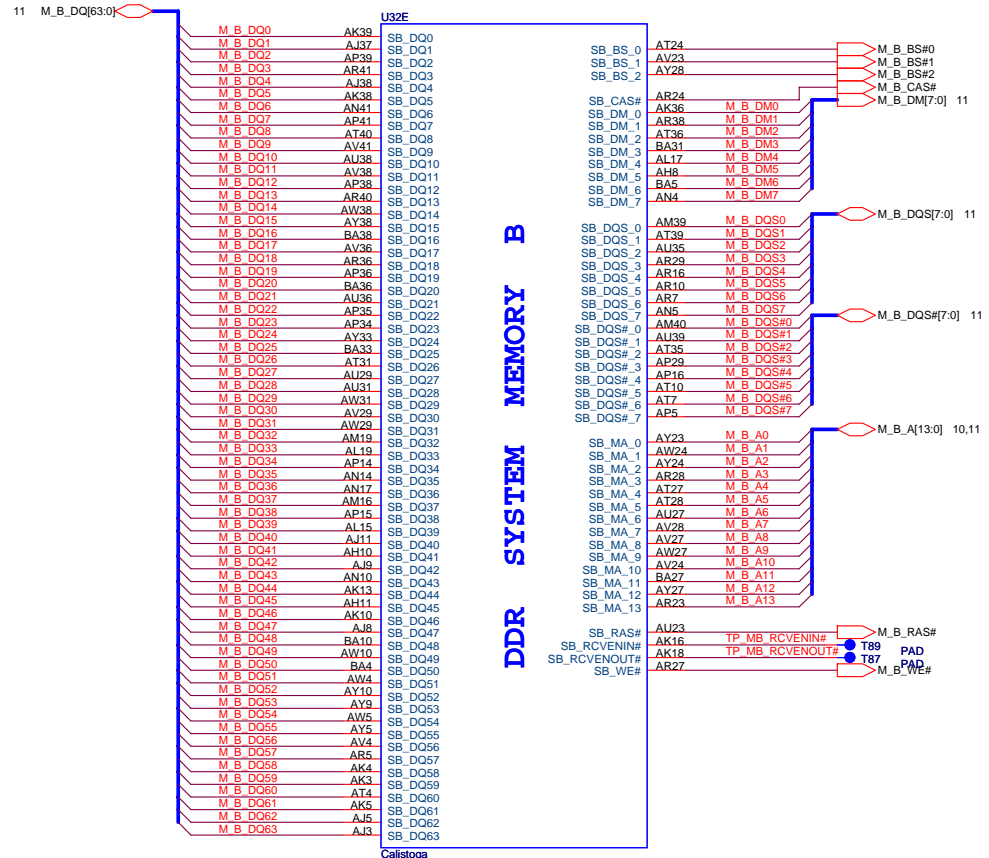 11 M_B_DQ[63:0]
U32E
M_B_DQ0 AK39 SB_DQ0
M_B_DQ1 AJ37 SB_DQ1
M_B_DQ2 AP39 SB_DQ2
M_B_DQ3 AR41 SB_DQ3
M_B_DQ4 AJ38 SB_DQ4
M_B_DQ5 AK38 SB_DQ5
M_B_DQ6 AN41 SB_DQ6
M_B_DQ7 AP41 SB_DQ7
M_B_DQ8 AT40 SB_DQ8
M_B_DQ9 AV41 SB_DQ9
M_B_DQ10 AU38 SB_DQ10
M_B_DQ11 AV38 SB_DQ11
M_B_DQ12 AP38 SB_DQ12
M_B_DQ13 AR40 SB_DQ13
M_B_DQ14 AW38 SB_DQ14
M_B_DQ15 AY38 SB_DQ15
M_B_DQ16 BA38 SB_DQ16
M_B_DQ17 AV36 SB_DQ17
M_B_DQ18 AR36 SB_DQ18
M_B_DQ19 AP36 SB_DQ19
M_B_DQ20 BA36 SB_DQ20
M_B_DQ21 AU36 SB_DQ21
M_B_DQ22 AP35 SB_DQ22
M_B_DQ23 AP34 SB_DQ23
M_B_DQ24 AY33 SB_DQ24
M_B_DQ25 BA33 SB_DQ25
M_B_DQ26 AT31 SB_DQ26
M_B_DQ27 AU29 SB_DQ27
M_B_DQ28 AU31 SB_DQ28
M_B_DQ29 AW31 SB_DQ29
M_B_DQ30 AV29 SB_DQ30
M_B_DQ31 AW29 SB_DQ31
M_B_DQ32 AM19 SB_DQ32
M_B_DQ33 AL19 SB_DQ33
M_B_DQ34 AP14 SB_DQ34
M_B_DQ35 AN14 SB_DQ35
M_B_DQ36 AN17 SB_DQ36
M_B_DQ37 AM16 SB_DQ37
M_B_DQ38 AP15 SB_DQ38
M_B_DQ39 AL15 SB_DQ39
M_B_DQ40 AJ11 SB_DQ40
M_B_DQ41 AH10 SB_DQ41
M_B_DQ42 AJ9 SB_DQ42
M_B_DQ43 AN10 SB_DQ43
M_B_DQ44 AK13 SB_DQ44
M_B_DQ45 AH11 SB_DQ45
M_B_DQ46 AK10 SB_DQ46
M_B_DQ47 AJ8 SB_DQ47
M_B_DQ48 BA10 SB_DQ48
M_B_DQ49 AW10 SB_DQ49
M_B_DQ50 BA4 SB_DQ50
M_B_DQ51 AW4 SB_DQ51
M_B_DQ52 AY10 SB_DQ52
M_B_DQ53 AY9 SB_DQ53
M_B_DQ54 AW5 SB_DQ54
M_B_DQ55 AY5 SB_DQ55
M_B_DQ56 AV4 SB_DQ56
M_B_DQ57 AR5 SB_DQ57
M_B_DQ58 AK4 SB_DQ58
M_B_DQ59 AK3 SB_DQ59
M_B_DQ60 AT4 SB_DQ60
M_B_DQ61 AK5 SB_DQ61
M_B_DQ62 AJ5 SB_DQ62
M_B_DQ63 AJ3 SB_DQ63
DDR SYSTEM MEMORY B
SB_BS_0 AT24 M_B_BS#0
SB_BS_1 AV23 M_B_BS#1
SB_BS_2 AY28 M_B_BS#2
SB_CAS# AR24 M_B_CAS#
M_B_DM[7:0] 11
SB_DM_0 AK36 M_B_DM0
SB_DM_1 AR38 M_B_DM1
SB_DM_2 AT36 M_B_DM2
SB_DM_3 BA31 M_B_DM3
SB_DM_4 AL17 M_B_DM4
SB_DM_5 AH8 M_B_DM5
SB_DM_6 BA5 M_B_DM6
SB_DM_7 AN4 M_B_DM7
M_B_DQS[7:0] 11
SB_DQS_0 AM39 M_B_DQS0
SB_DQS_1 AT39 M_B_DQS1
SB_DQS_2 AU35 M_B_DQS2
SB_DQS_3 AR29 M_B_DQS3
SB_DQS_4 AR16 M_B_DQS4
SB_DQS_5 AR10 M_B_DQS5
SB_DQS_6 AR7 M_B_DQS6
SB_DQS_7 AN5 M_B_DQS7
M_B_DQS#[7:0] 11
SB_DQS#_0 AM40 M_B_DQS#0
SB_DQS#_1 AU39 M_B_DQS#1
SB_DQS#_2 AT35 M_B_DQS#2
SB_DQS#_3 AP29 M_B_DQS#3
SB_DQS#_4 AP16 M_B_DQS#4
SB_DQS#_5 AT10 M_B_DQS#5
SB_DQS#_6 AT7 M_B_DQS#6
SB_DQS#_7 AP5 M_B_DQS#7
M_B_A[13:0] 10,11
SB_MA_0 AY23 M_B_A0
SB_MA_1 AW24 M_B_A1
SB_MA_2 AY24 M_B_A2
SB_MA_3 AR28 M_B_A3
SB_MA_4 AT27 M_B_A4
SB_MA_5 AT28 M_B_A5
SB_MA_6 AU27 M_B_A6
SB_MA_7 AV28 M_B_A7
SB_MA_8 AV27 M_B_A8
SB_MA_9 AW27 M_B_A9
SB_MA_10 AV24 M_B_A10
SB_MA_11 BA27 M_B_A11
SB_MA_12 AY27 M_B_A12
SB_MA_13 AR23 M_B_A13
SB_RAS# AU23 M_B_RAS#
SB_RCVENIN# AK16 TP_MB_RCVENIN# T89 PAD
SB_RCVENOUT# AK18 TP_MB_RCVENOUT# T87 PAD
SB_WE# AR27 M_B_WE#
Calistoga